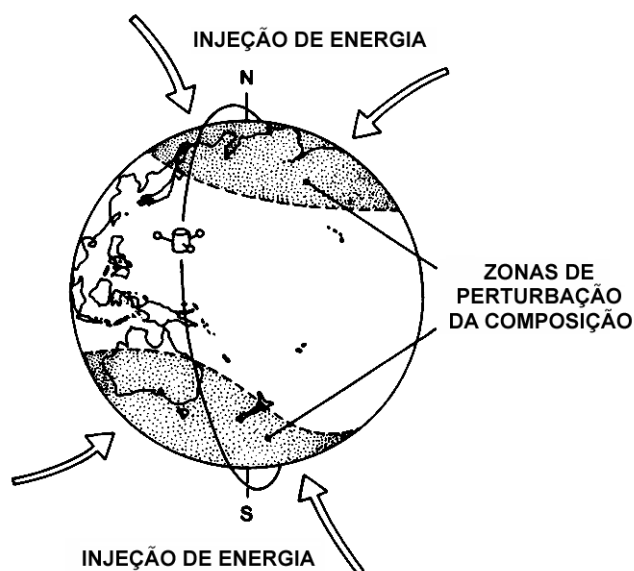 INJEÇÃO DE ENERGIA
N
ZONAS DE
PERTURBAÇÃO
DA COMPOSIÇÃO
S
INJEÇÃO DE ENERGIA